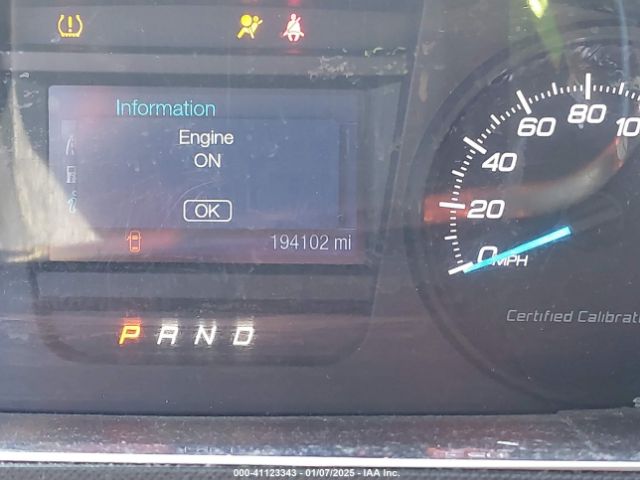 Information
Engine
ON
OK
194102 mi
P R N D
0 MPH
20
40
60
80
Certified
000-41123343 - 01/07/2025 - IAA Inc.